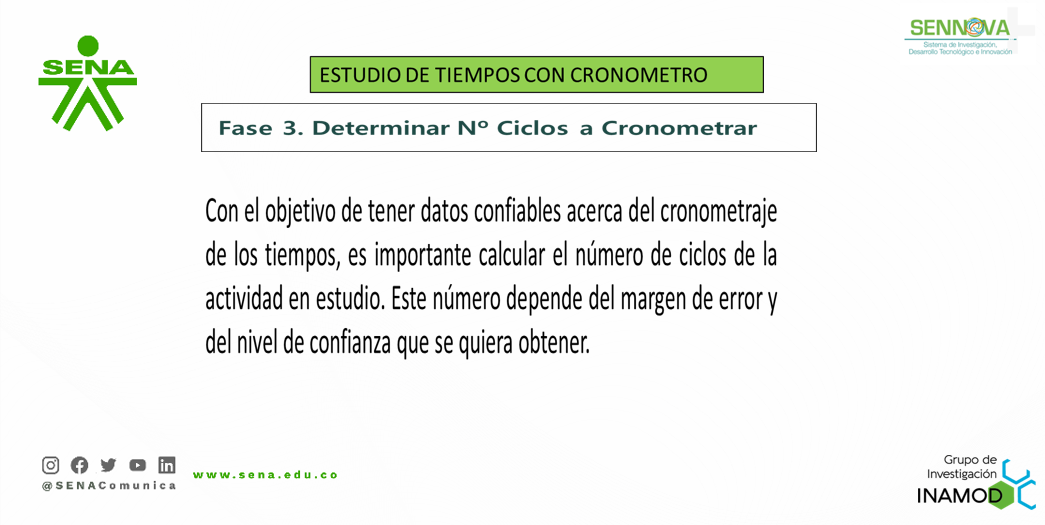 SENNOVA
Sistema de Investigación,
Desarrollo Tecnológico e Innovación
SENA
ESTUDIO DE TIEMPOS CON CRONOMETRO
Fase 3. Determinar Nº Ciclos a Cronometrar
Con el objetivo de tener datos confiables acerca del cronometraje
de los tiempos, es importante calcular el número de ciclos de la
actividad en estudio. Este número depende del margen de error y
del nivel de confianza que se quiera obtener.
@SENAComunica
www.sena.edu.co
Grupo de
Investigación
INAMOD